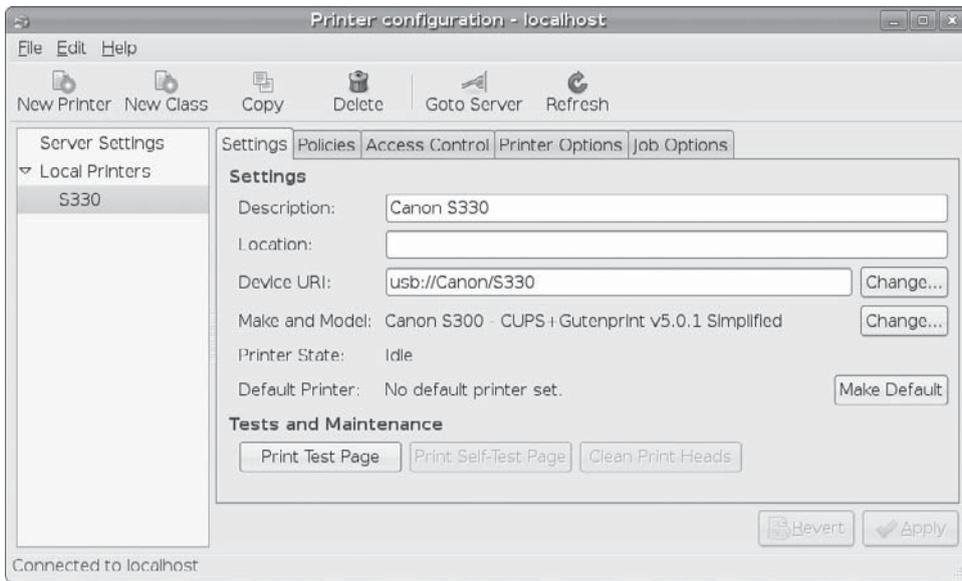 Printer configuration - localhost
File Edit Help
New Printer New Class Copy Delete Goto Server Refresh
Server Settings
Local Printers
S330
Settings Policies Access Control Printer Options Job Options
Settings
Description: Canon S330
Location:
Device URI: usb://Canon/S330 Change...
Make and Model: Canon S300 - CUPS+Gutenprint v5.0.1 Simplified Change...
Printer State: Idle
Default Printer: No default printer set. Make Default
Tests and Maintenance
Print Test Page Print Self-Test Page Clean Print Heads
Revert Apply
Connected to localhost